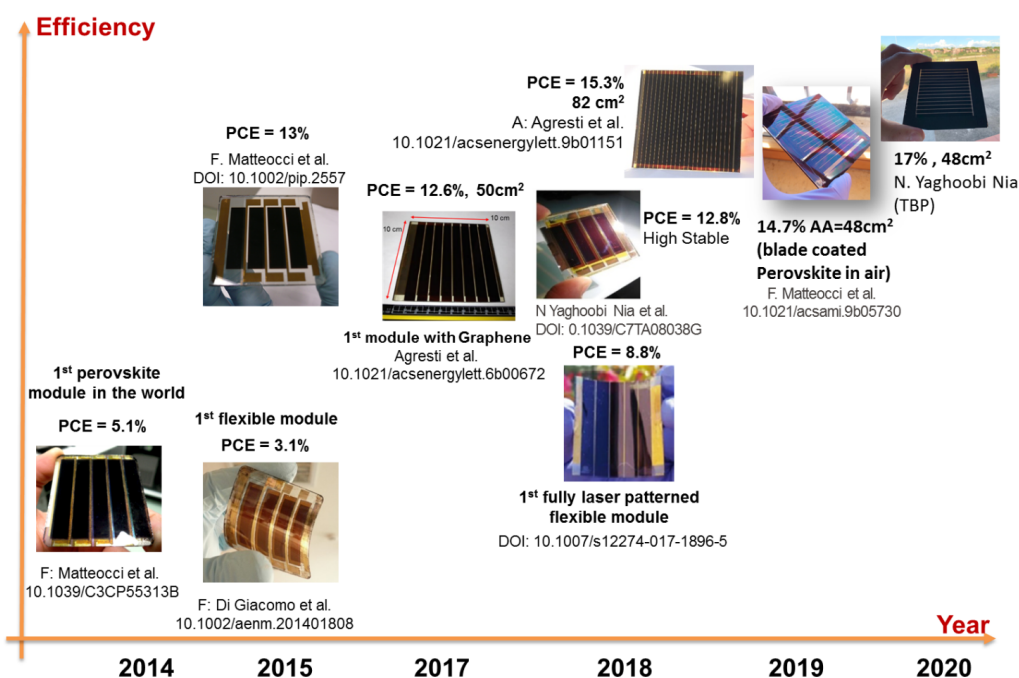 Efficiency
PCE = 15.3%
82 cm2
A: Agresti et al.
10.1021/acsenergylett.9b01151
PCE = 13%
F. Matteocci et al.
DOI: 10.1002/pip.2557
17% , 48cm2
N. Yaghoobi Nia
(TBP)
PCE = 12.6%, 50cm2
10 cm
10 cm
PCE = 12.8%
High Stable
14.7% AA=48cm2
(blade coated
Perovskite in air)
F. Matteocci et al.
10.1021/acsami.9b05730
N Yaghoobi Nia et al.
DOI: 0.1039/C7TA08038G
1st module with Graphene
Agresti et al.
10.1021/acsenergylett.6b00672
PCE = 8.8%
1st perovskite
module in the world
PCE = 5.1%
1st flexible module
PCE = 3.1%
1st fully laser patterned
flexible module
DOI: 10.1007/s12274-017-1896-5
F: Matteocci et al.
10.1039/C3CP55313B
F: Di Giacomo et al.
10.1002/aenm.201401808
Year
2014 2015 2017 2018 2019 2020